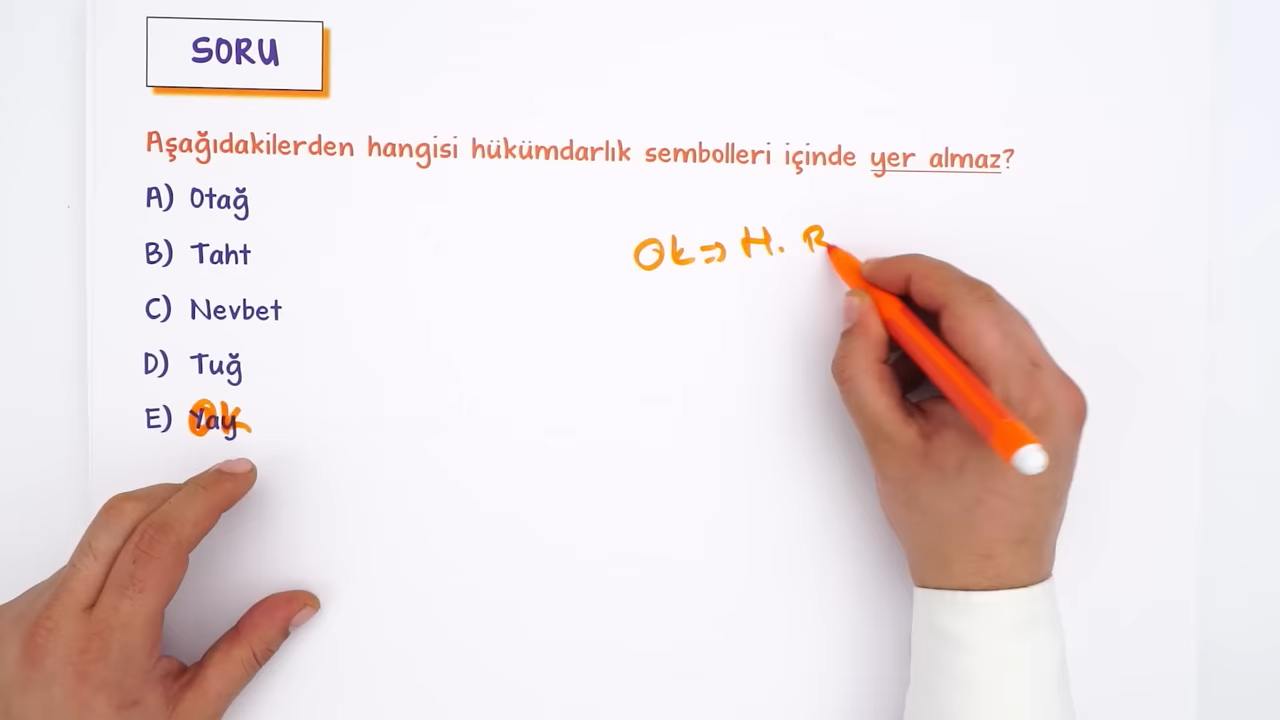 SORU
Aşağıdakilerden hangisi hükümdarlık sembolleri içinde yer almaz?
A) Otağ
B) Taht
C) Nevbet
D) Tuğ
E) Yay
Ok
Ok => H. R